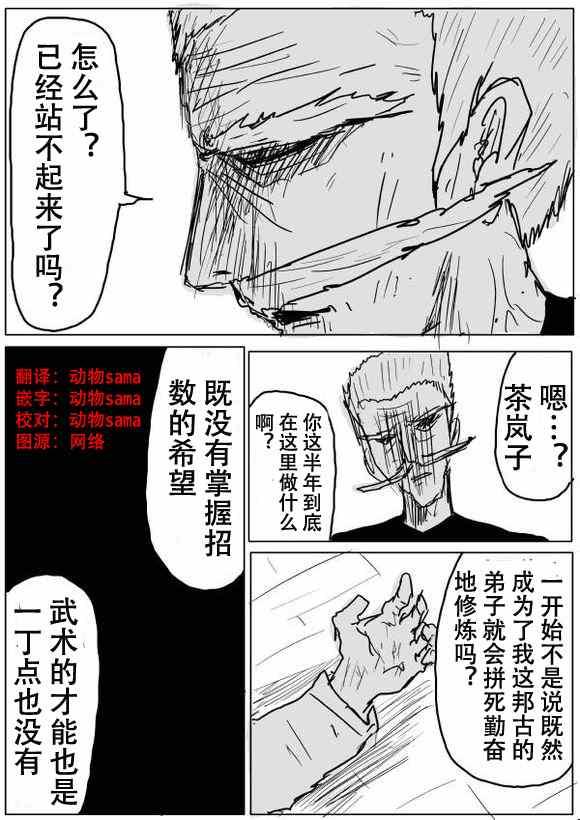 怎么了？
已经站不起来了吗？
嗯…？
茶岚子
你这半年到底
在这里做什么
啊？
既没有掌握招
数的希望
翻译：动物sama
嵌字：动物sama
校对：动物sama
图源：网络
一开始不是说既然
成为了我这邦古的
弟子就会拼死勤奋
地修炼吗？
武术的才能也是
一丁点也没有